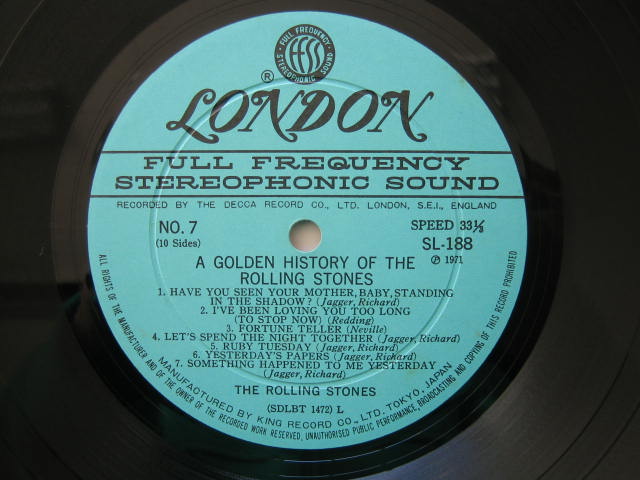 FULL FREQUENCY
ffss
STEREOPHONIC SOUND
®
LONDON
FULL FREQUENCY
STEREOPHONIC SOUND
RECORDED BY THE DECCA RECORD CO., LTD. LONDON, S.E.I., ENGLAND
NO. 7
(10 Sides)
SPEED 33⅓
SL-188
℗ 1971
A GOLDEN HISTORY OF THE
ROLLING STONES
1. HAVE YOU SEEN YOUR MOTHER, BABY, STANDING
IN THE SHADOW? (Jagger, Richard)
2. I'VE BEEN LOVING YOU TOO LONG
(TO STOP NOW) (Redding)
3. FORTUNE TELLER (Neville)
4. LET'S SPEND THE NIGHT TOGETHER (Jagger, Richard)
5. RUBY TUESDAY (Jagger, Richard)
6. YESTERDAY'S PAPERS (Jagger, Richard)
7. SOMETHING HAPPENED TO ME YESTERDAY
(Jagger, Richard)
THE ROLLING STONES
(SDLBT 1472) L
MANUFACTURED BY KING RECORD CO., LTD. TOKYO, JAPAN
ALL RIGHTS OF THE MANUFACTURER AND OF THE OWNER OF THE RECORDED WORK RESERVED, UNAUTHORISED PUBLIC PERFORMANCE, BROADCASTING AND COPYING OF THIS RECORD PROHIBITED